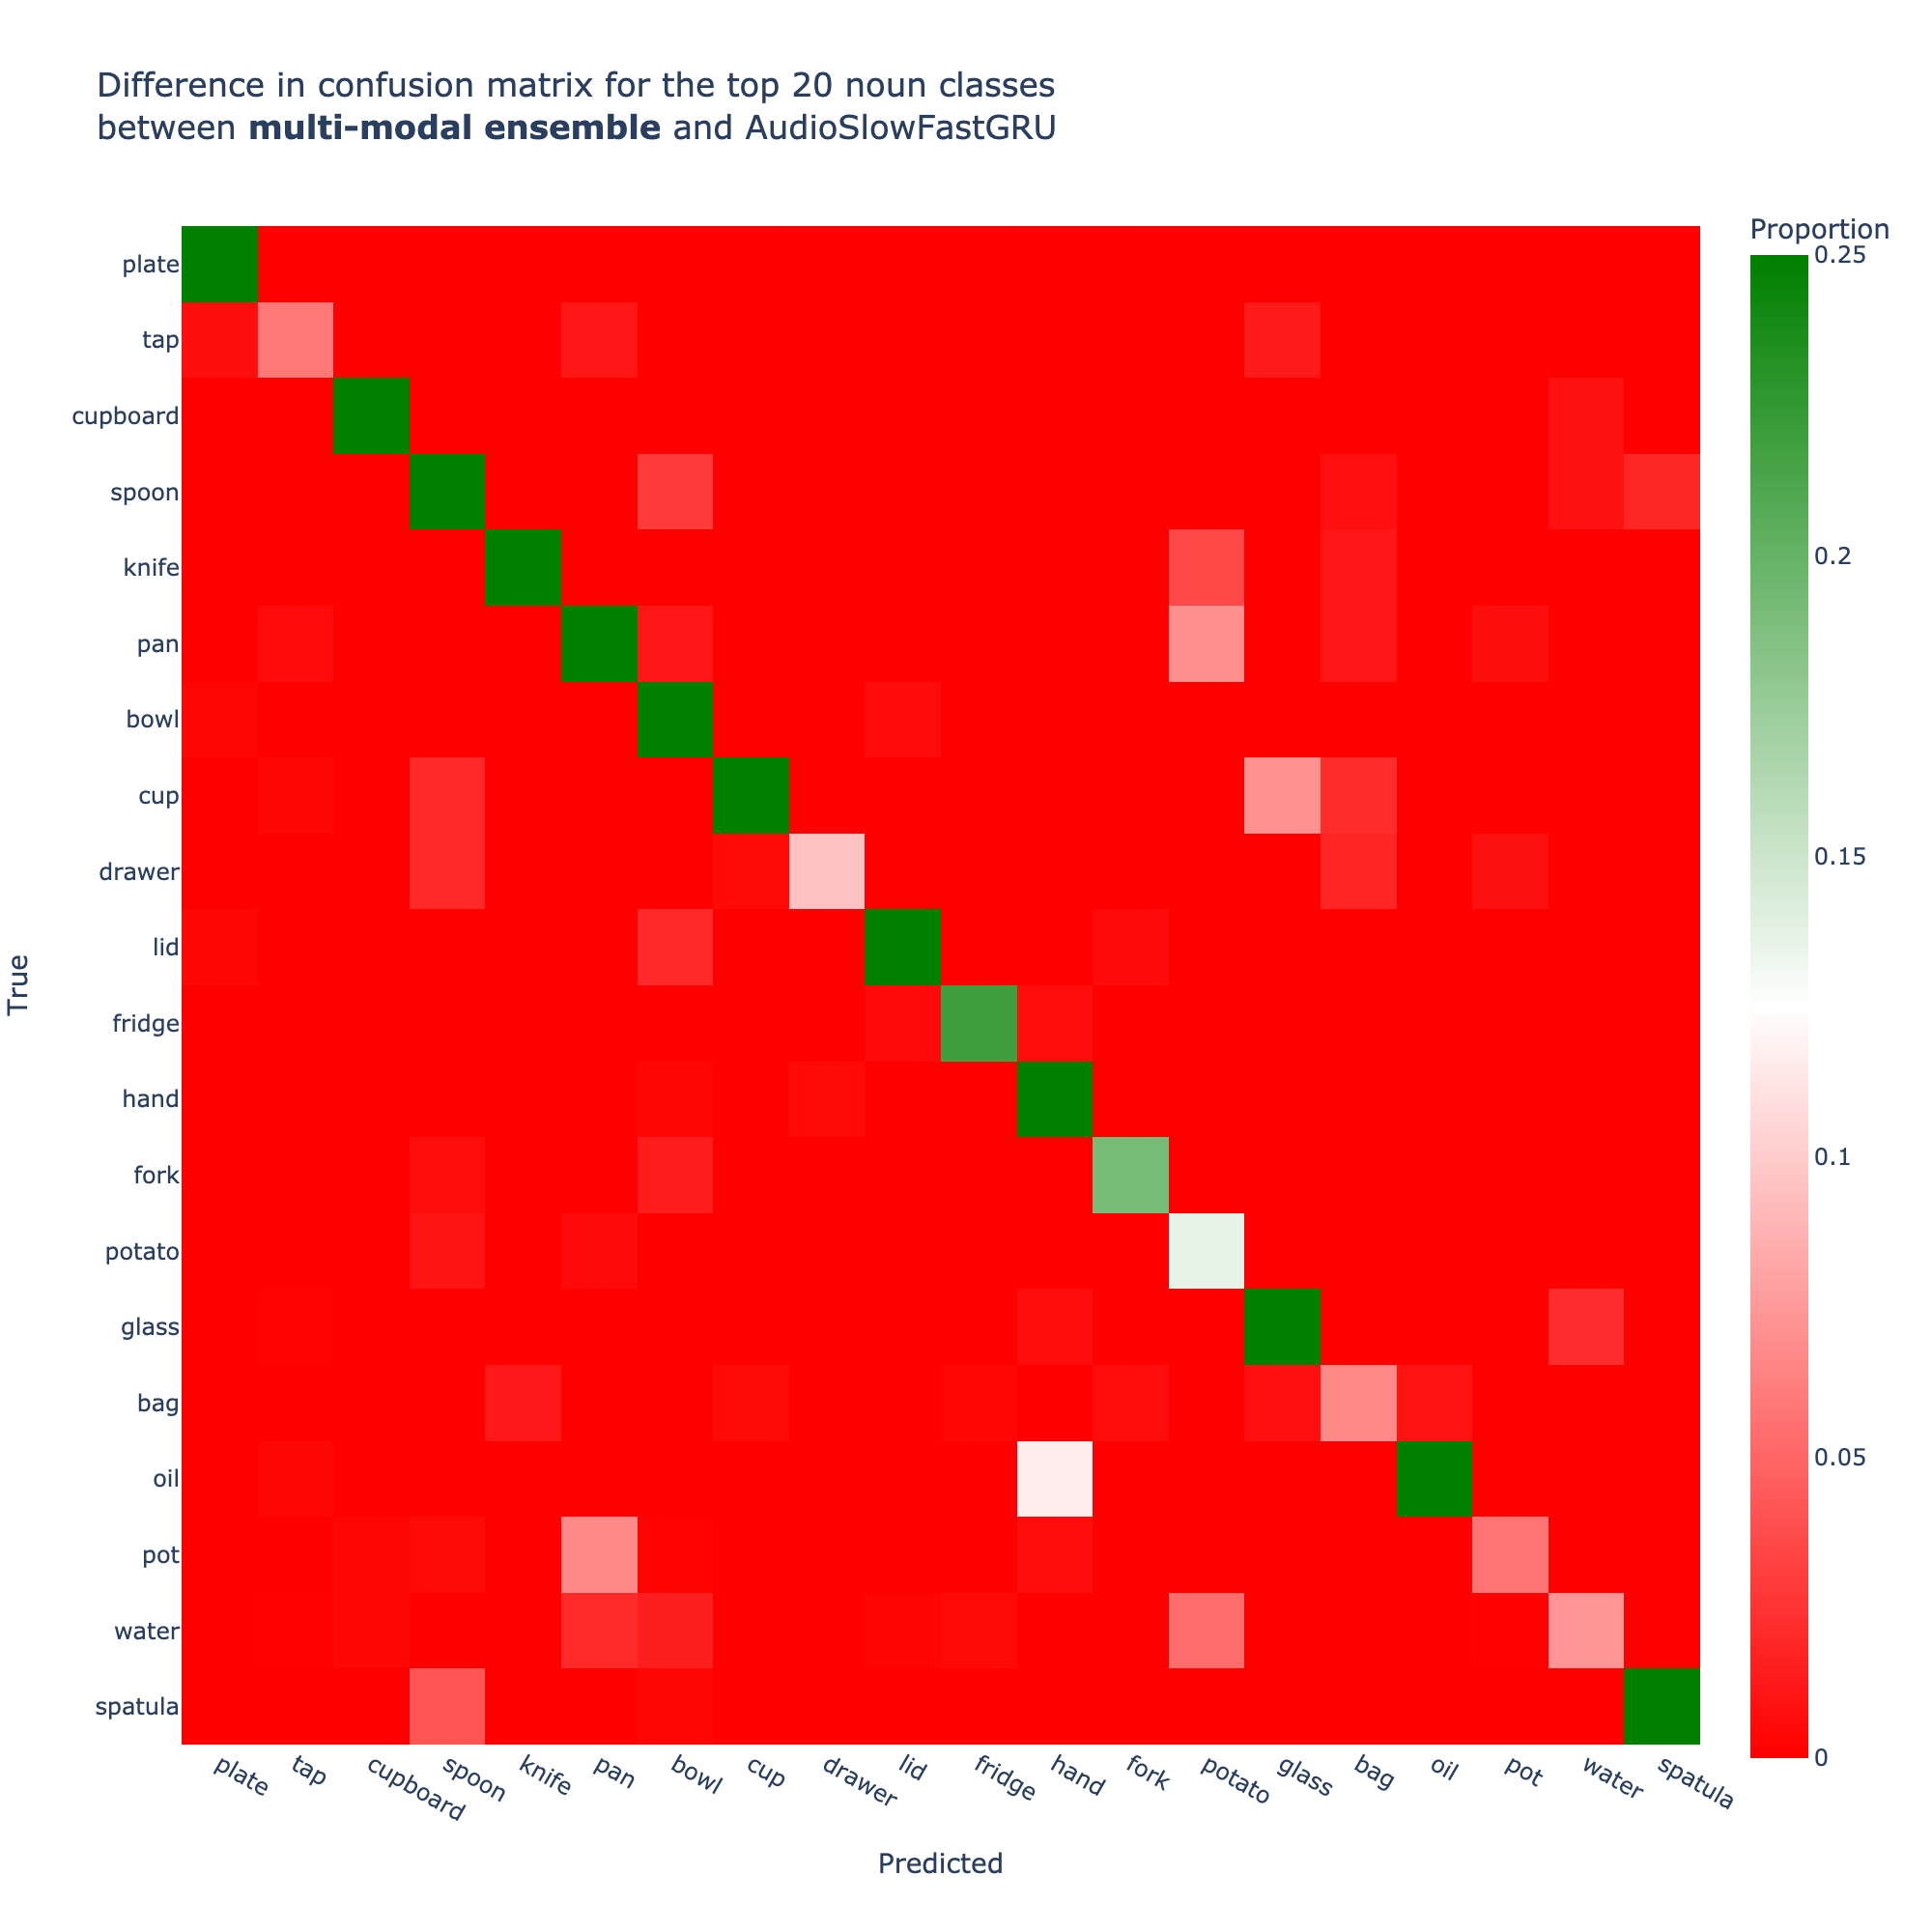 Difference in confusion matrix for the top 20 noun classes
between multi-modal ensemble and AudioSlowFastGRU
Proportion
0.25
0.2
0.15
0.1
0.05
0
True
plate
tap
cupboard
spoon
knife
pan
bowl
cup
drawer
lid
fridge
hand
fork
potato
glass
bag
oil
pot
water
spatula
plate
tap
cupboard
spoon
knife
pan
bowl
cup
drawer
lid
fridge
hand
fork
potato
glass
bag
oil
pot
water
spatula
Predicted